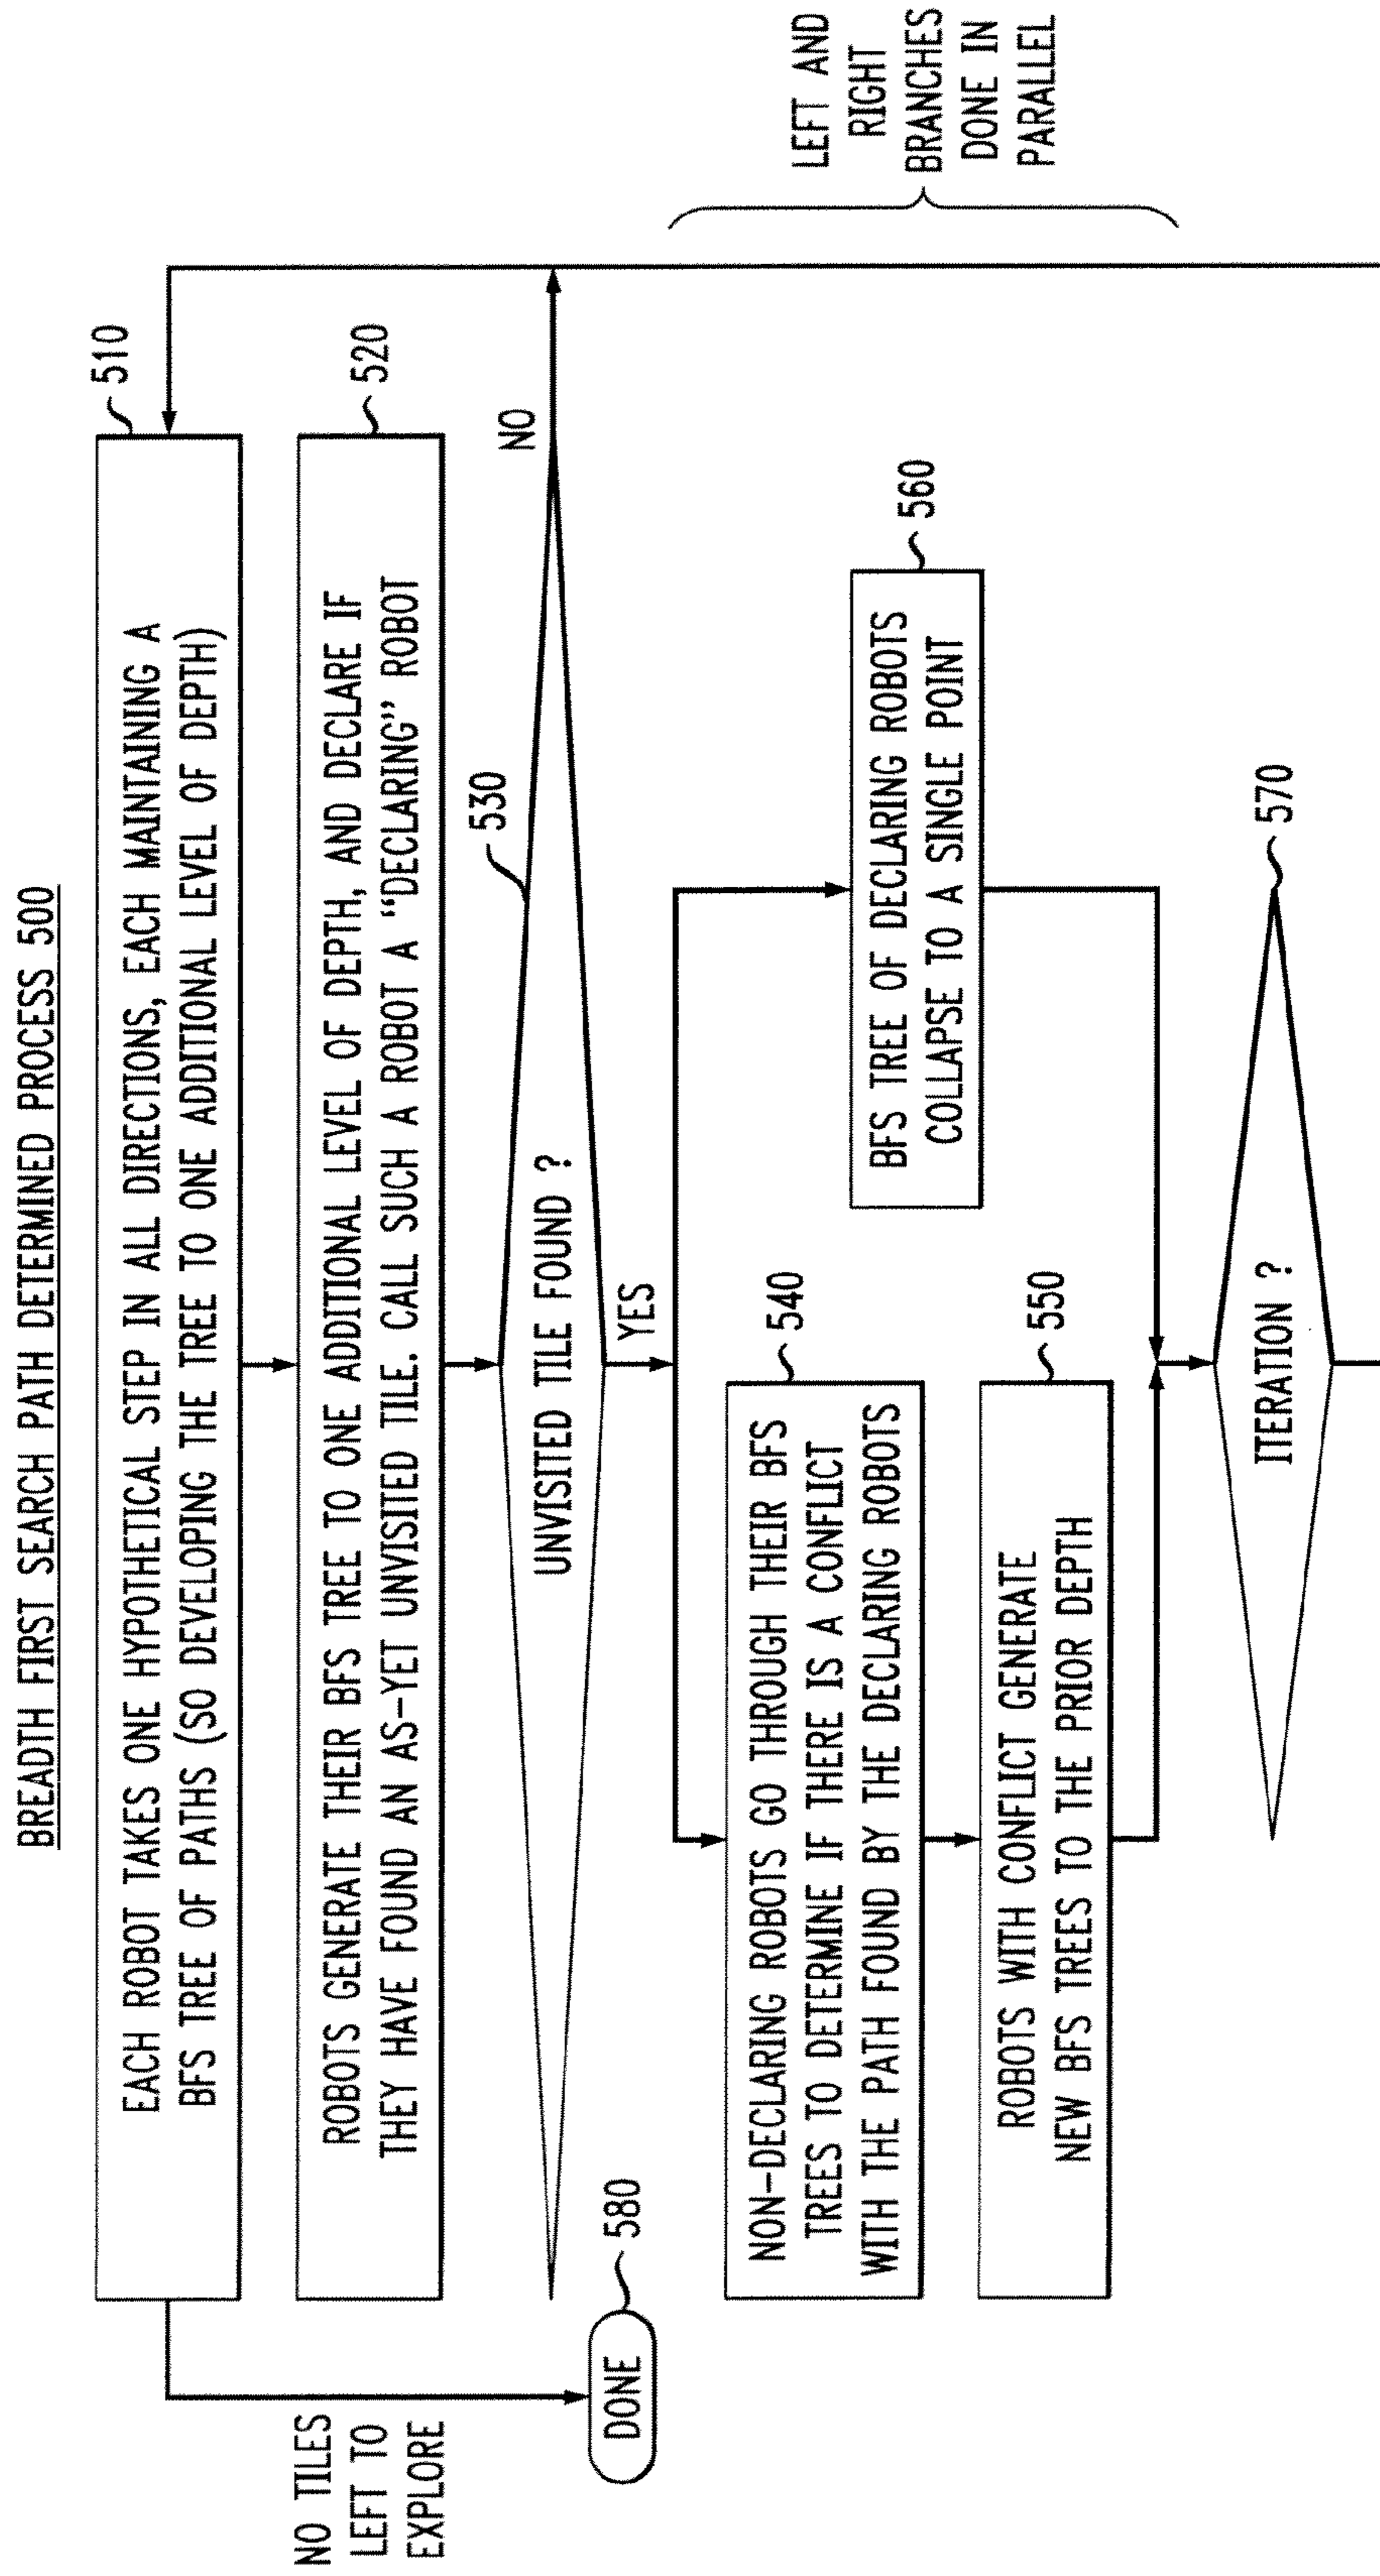 BREADTH FIRST SEARCH PATH DETERMINED PROCESS 500
510
EACH ROBOT TAKES ONE HYPOTHETICAL STEP IN ALL DIRECTIONS, EACH MAINTAINING A
BFS TREE OF PATHS (SO DEVELOPING THE TREE TO ONE ADDITIONAL LEVEL OF DEPTH)
NO TILES
LEFT TO
EXPLORE
520
ROBOTS GENERATE THEIR BFS TREE TO ONE ADDITIONAL LEVEL OF DEPTH, AND DECLARE IF
THEY HAVE FOUND AN AS-YET UNVISITED TILE. CALL SUCH A ROBOT A “DECLARING” ROBOT
530
NO
UNVISITED TILE FOUND ?
580
DONE
YES
LEFT AND
RIGHT
BRANCHES
DONE IN
PARALLEL
540
NON-DECLARING ROBOTS GO THROUGH THEIR BFS
TREES TO DETERMINE IF THERE IS A CONFLICT
WITH THE PATH FOUND BY THE DECLARING ROBOTS
560
BFS TREE OF DECLARING ROBOTS
COLLAPSE TO A SINGLE POINT
550
ROBOTS WITH CONFLICT GENERATE
NEW BFS TREES TO THE PRIOR DEPTH
570
ITERATION ?